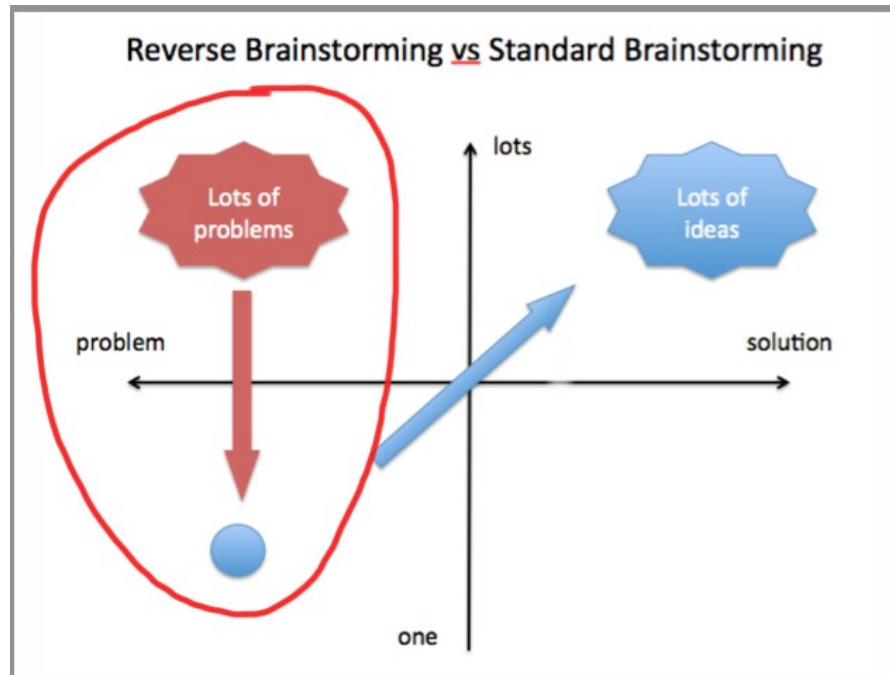 Reverse Brainstorming vs Standard Brainstorming
lots
Lots of
problems
Lots of
ideas
problem
solution
one